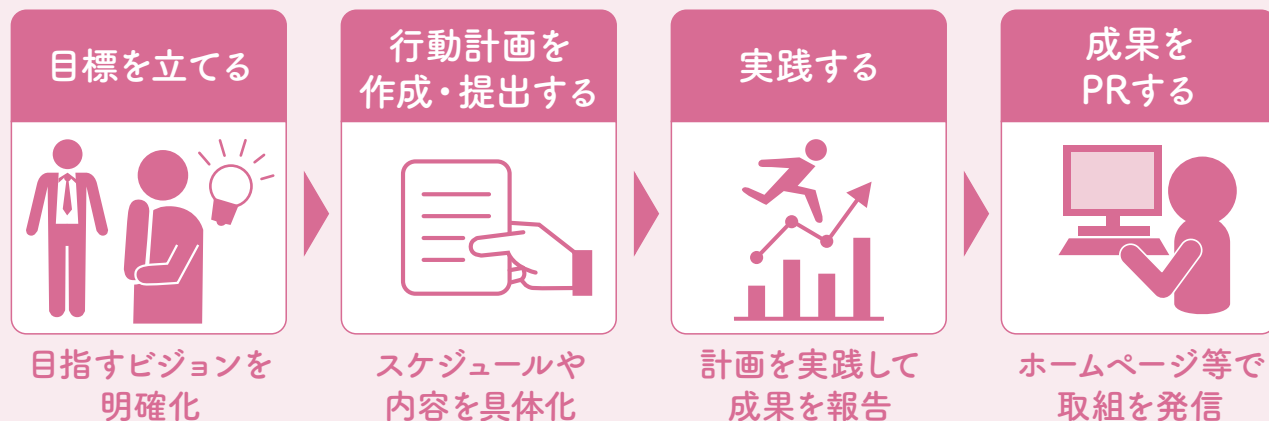 目標を立てる
目指すビジョンを
明確化
行動計画を
作成・提出する
スケジュールや
内容を具体化
実践する
計画を実践して
成果を報告
成果を
PRする
ホームページ等で
取組を発信